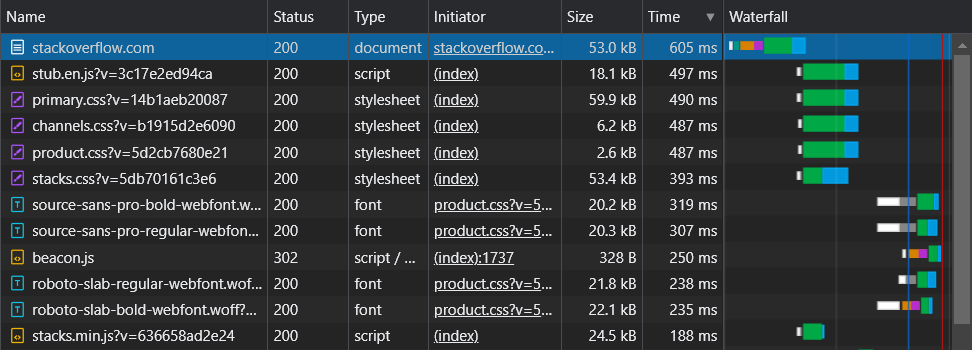 Name Status Type Initiator Size Time Waterfall
stackoverflow.com 200 document stackoverflow.co... 53.0 kB 605 ms
stub.en.js?v=3c17e2ed94ca 200 script (index) 18.1 kB 497 ms
primary.css?v=14b1aeb20087 200 stylesheet (index) 59.9 kB 490 ms
channels.css?v=b1915d2e6090 200 stylesheet (index) 6.2 kB 487 ms
product.css?v=5d2cb7680e21 200 stylesheet (index) 2.6 kB 487 ms
stacks.css?v=5db70161c3e6 200 stylesheet (index) 53.4 kB 393 ms
source-sans-pro-bold-webfont.w... 200 font product.css?v=5... 20.2 kB 319 ms
source-sans-pro-regular-webfon... 200 font product.css?v=5... 20.3 kB 307 ms
beacon.js 302 script / ... (index):1737 328 B 250 ms
roboto-slab-regular-webfont.wof... 200 font product.css?v=5... 21.8 kB 238 ms
roboto-slab-bold-webfont.woff?... 200 font product.css?v=5... 22.1 kB 235 ms
stacks.min.js?v=636658ad2e24 200 script (index) 24.5 kB 188 ms